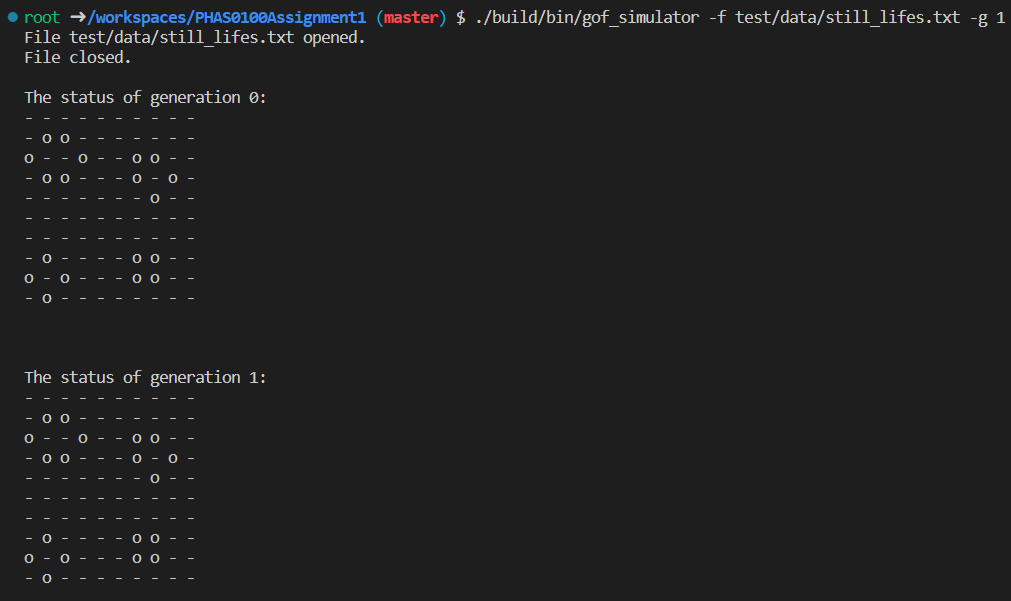 root ➜/workspaces/PHAS0100Assignment1 (master) $ ./build/bin/gof_simulator -f test/data/still_lifes.txt -g 1
File test/data/still_lifes.txt opened.
File closed.
The status of generation 0:
- - - - - - - - - -
- o o - - - - - - -
o - - o - - o o - -
- o o - - - o - o -
- - - - - - - o - -
- - - - - - - - - -
- - - - - - - - - -
- o - - - - o o - -
o - o - - - o o - -
- o - - - - - - - -
The status of generation 1:
- - - - - - - - - -
- o o - - - - - - -
o - - o - - o o - -
- o o - - - o - o -
- - - - - - - o - -
- - - - - - - - - -
- - - - - - - - - -
- o - - - - o o - -
o - o - - - o o - -
- o - - - - - - - -